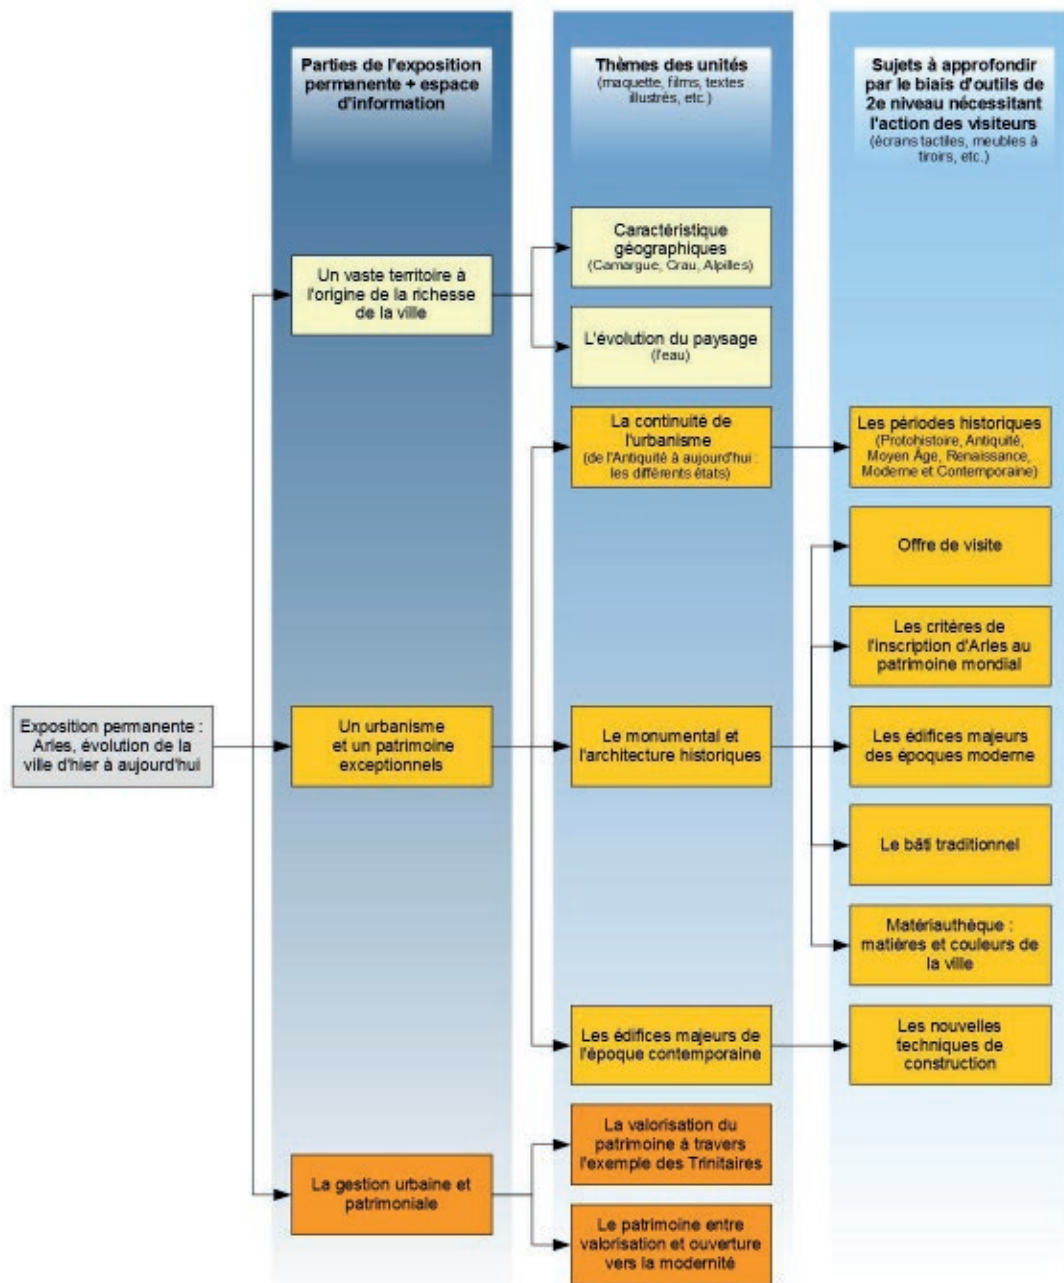 Parties de l'exposition
permanente + espace
d'information
Thèmes des unités
(maquette, films, textes
illustrés, etc.)
Sujets à approfondir
par le biais d'outils de
2e niveau nécessitant
l'action des visiteurs
(écrans tactiles, meubles à
tiroirs, etc.)
Exposition permanente :
Arles, évolution de la
ville d'hier à aujourd'hui
Un vaste territoire à
l'origine de la richesse
de la ville
Caractéristique
géographiques
(Camargue, Crau, Alpilles)
L'évolution du paysage
(l'eau)
Un urbanisme
et un patrimoine
exceptionnels
La continuité de
l'urbanisme
(de l'Antiquité à aujourd'hui :
les différents états)
Les périodes historiques
(Protohistoire, Antiquité,
Moyen Âge, Renaissance,
Moderne et Contemporaine)
Le monumental et
l'architecture historiques
Offre de visite
Les critères de
l'inscription d'Arles au
patrimoine mondial
Les édifices majeurs
des époques moderne
Le bâti traditionnel
Matériauthèque :
matières et couleurs de
la ville
Les édifices majeurs de
l'époque contemporaine
Les nouvelles
techniques de
construction
La gestion urbaine et
patrimoniale
La valorisation du
patrimoine à travers
l'exemple des Trinitaires
Le patrimoine entre
valorisation et ouverture
vers la modernité